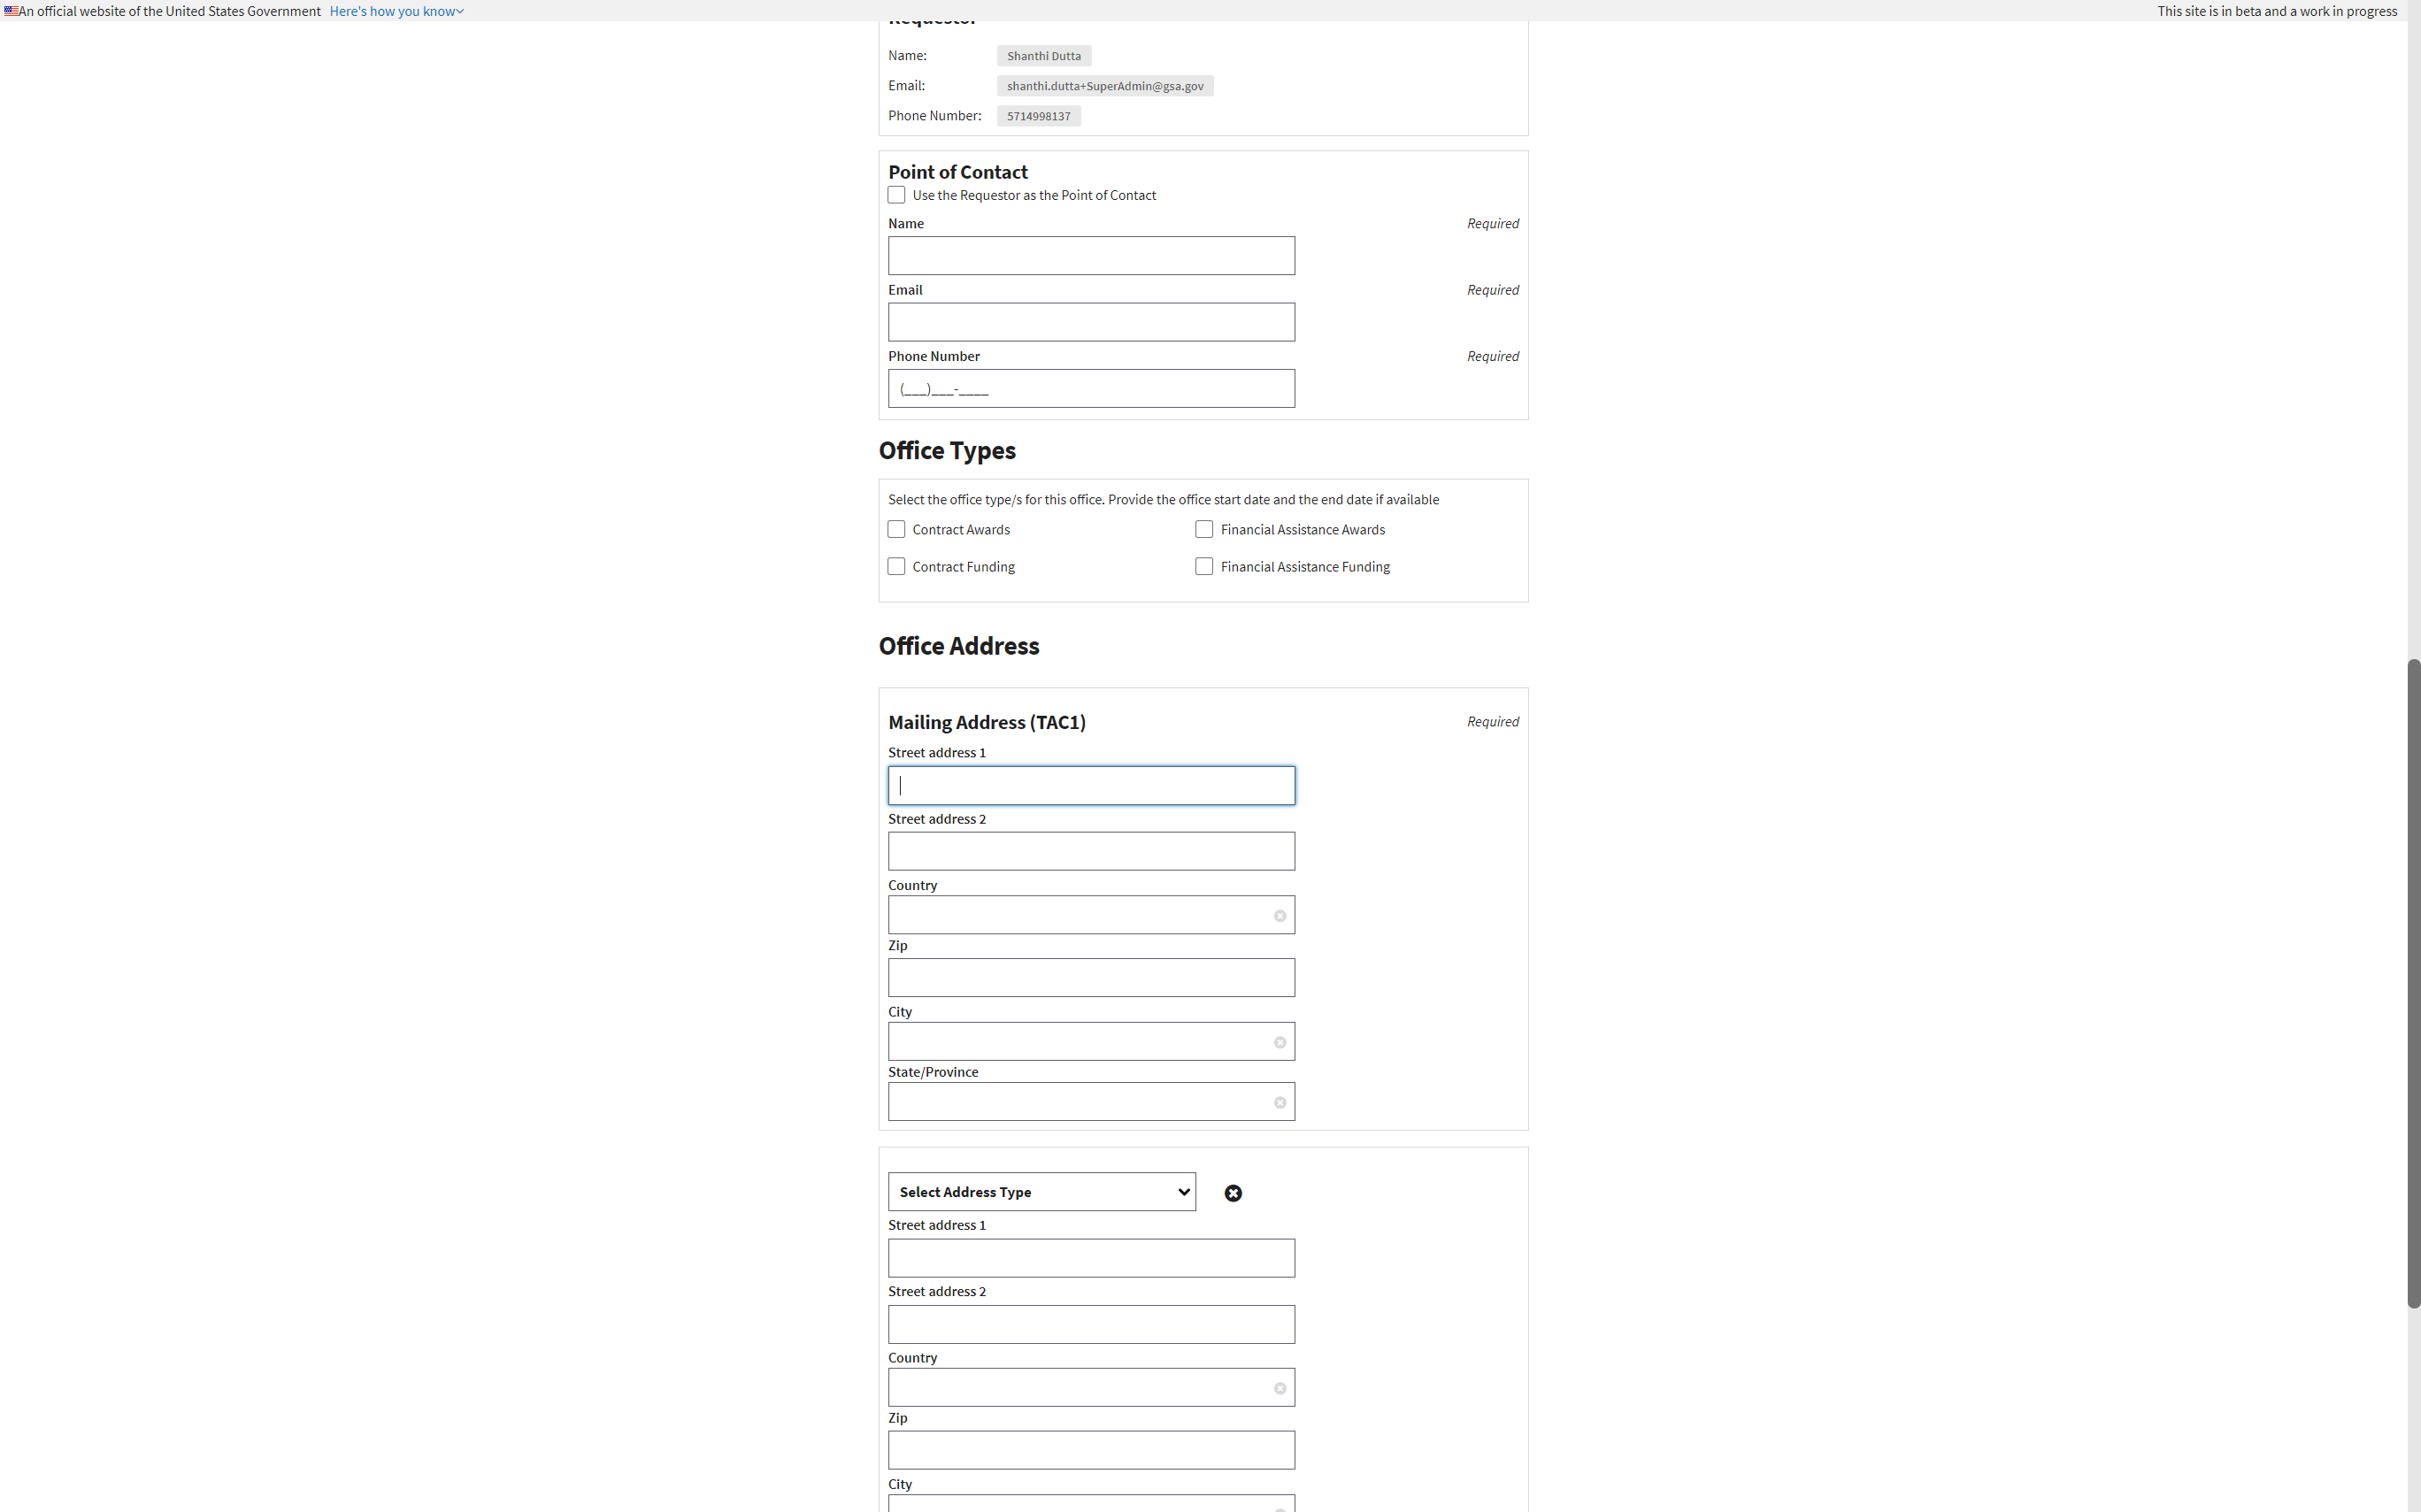 An official website of the United States Government Here's how you know
This site is in beta and a work in progress
Requestor
Name: Shanthi Dutta
Email: shanthi.dutta+SuperAdmin@gsa.gov
Phone Number: 5714998137
Point of Contact
Use the Requestor as the Point of Contact
Name Required
Email Required
Phone Number Required
(___)___-____
Office Types
Select the office type/s for this office. Provide the office start date and the end date if available
Contract Awards Financial Assistance Awards
Contract Funding Financial Assistance Funding
Office Address
Mailing Address (TAC1) Required
Street address 1
Street address 2
Country
Zip
City
State/Province
Select Address Type
Street address 1
Street address 2
Country
Zip
City